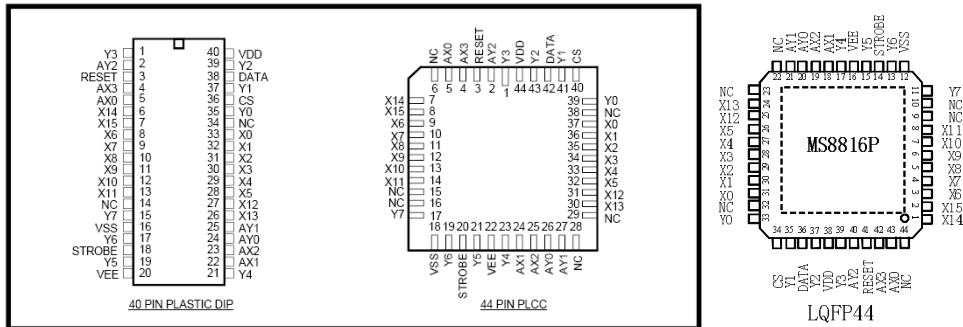 Y3 1 40 VDD
AY2 2 39 Y2
RESET 3 38 DATA
AX3 4 37 Y1
AX0 5 36 CS
X14 6 35 Y0
X15 7 34 NC
X6 8 33 X0
X7 9 32 X1
X8 10 31 X2
X9 11 30 X3
X10 12 29 X4
X11 13 28 X5
NC 14 27 X12
Y7 15 26 X13
VSS 16 25 AY1
Y6 17 24 AY0
STROBE 18 23 AX2
Y5 19 22 AX1
VEE 20 21 Y4
40 PIN PLASTIC DIP
NC AX0 AX3 RESET AY2 Y3 VDD Y2 DATA Y1 CS
6 5 4 3 2 1 44 43 42 41 40
X14 7 39 Y0
X15 8 38 NC
X6 9 37 X0
X7 10 36 X1
X8 11 35 X2
X9 12 34 X3
X10 13 33 X4
X11 14 32 X5
NC 15 31 X12
NC 16 30 X13
Y7 17 29 NC
18 19 20 21 22 23 24 25 26 27 28
VSS Y6 STROBE Y5 VEE Y4 AX1 AX2 AY0 AY1 NC
44 PIN PLCC
NC AY1 AY0 AX2 AX1 Y4 VEE Y5 STROBE Y6 VSS
22 21 20 19 18 17 16 15 14 13 12
NC 23 11 Y7
X13 24 10 NC
X12 25 9 NC
X5 26 8 X11
X4 27 7 X10
X3 28 6 X9
X2 29 5 X8
X1 30 4 X7
X0 31 3 X6
NC 32 2 X15
Y0 33 1 X14
MS8816P
34 35 36 37 38 39 40 41 42 43 44
CS Y1 DATA Y2 VDD Y3 AY2 RESET AX3 AX0 NC
LQFP44